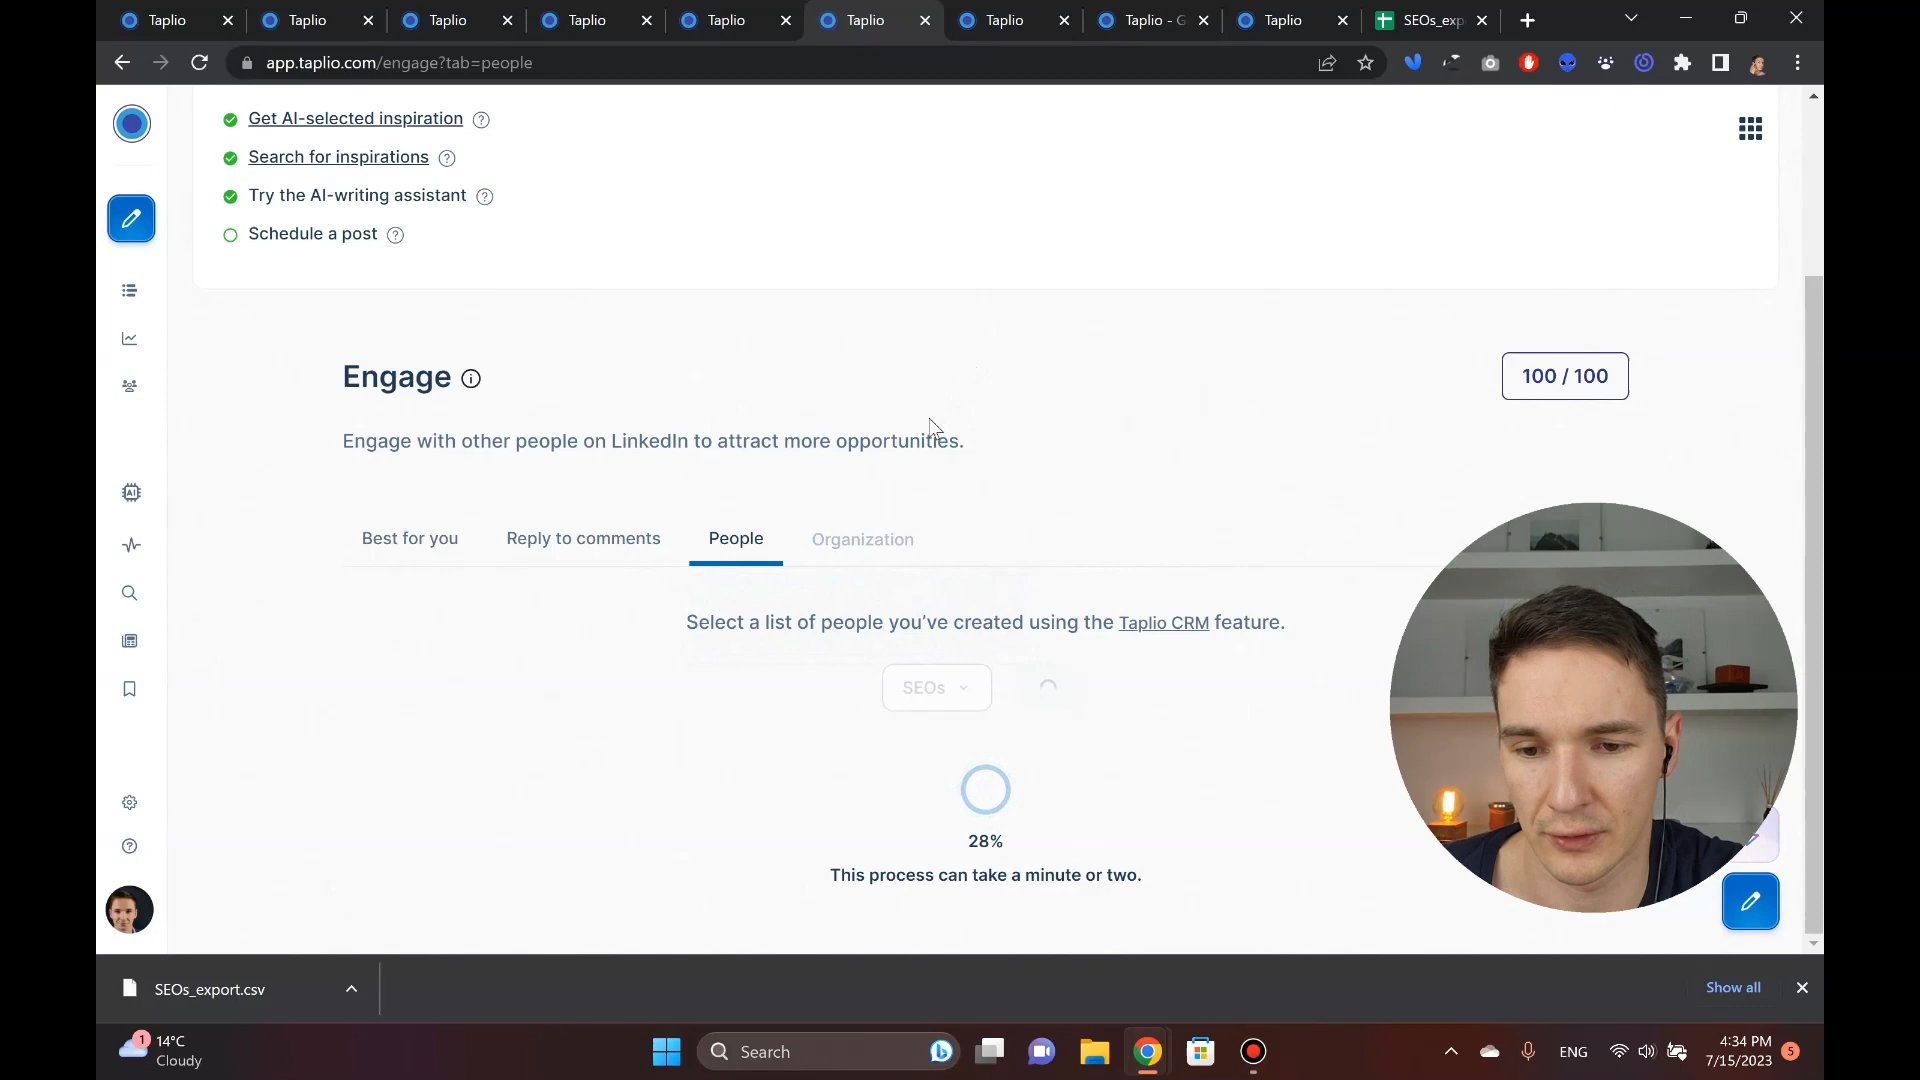 Taplio
Taplio
Taplio
Taplio
Taplio
Taplio
Taplio
Taplio - G
Taplio
SEOs_exp
app.taplio.com/engage?tab=people
Get AI-selected inspiration
Search for inspirations
Try the AI-writing assistant
Schedule a post
Engage
100 / 100
Engage with other people on LinkedIn to attract more opportunities.
Best for you
Reply to comments
People
Organization
Select a list of people you've created using the Taplio CRM feature.
SEOs
AI
28%
This process can take a minute or two.
SEOs_export.csv
Show all
1
14°C
Cloudy
Search
ENG
4:34 PM
7/15/2023
5